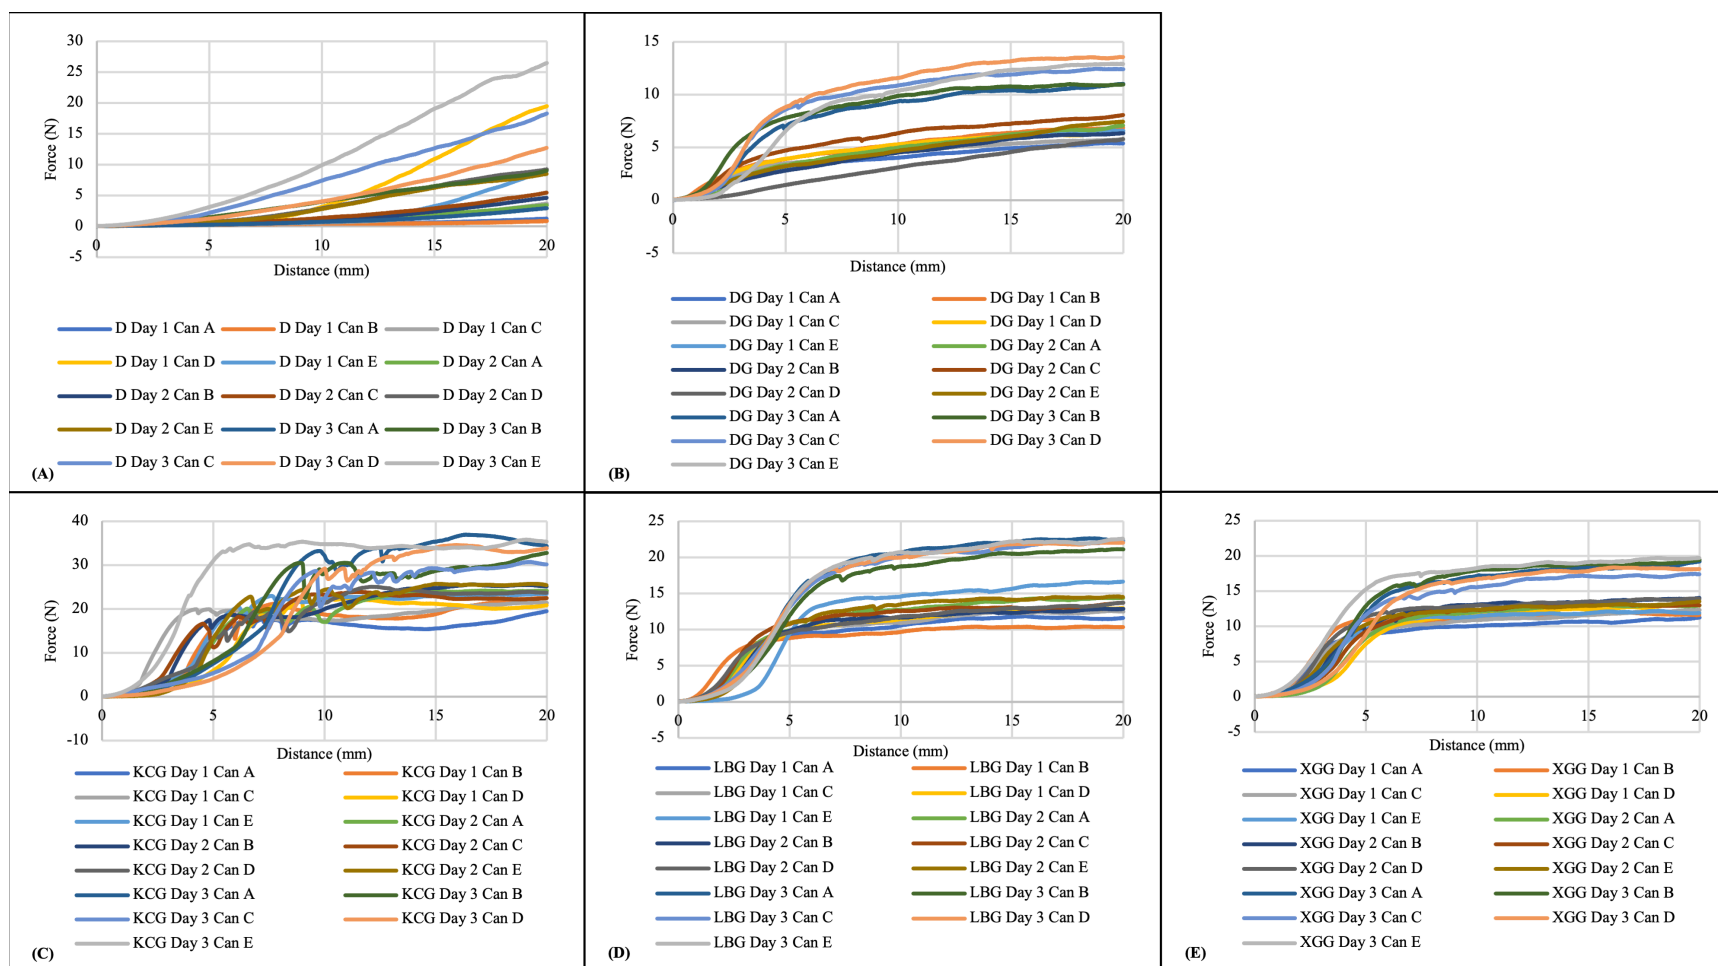 30
25
20
15
10
5
0
-5
Force (N)
0 5 10 15 20
Distance (mm)
D Day 1 Can A D Day 1 Can B D Day 1 Can C
D Day 1 Can D D Day 1 Can E D Day 2 Can A
D Day 2 Can B D Day 2 Can C D Day 2 Can D
D Day 2 Can E D Day 3 Can A D Day 3 Can B
D Day 3 Can C D Day 3 Can D D Day 3 Can E
(A)
15
10
5
0
-5
Force (N)
0 5 10 15 20
Distance (mm)
DG Day 1 Can A DG Day 1 Can B
DG Day 1 Can C DG Day 1 Can D
DG Day 1 Can E DG Day 2 Can A
DG Day 2 Can B DG Day 2 Can C
DG Day 2 Can D DG Day 2 Can E
DG Day 3 Can A DG Day 3 Can B
DG Day 3 Can C DG Day 3 Can D
DG Day 3 Can E
(B)
40
30
20
10
0
-10
Force (N)
0 5 10 15 20
Distance (mm)
KCG Day 1 Can A KCG Day 1 Can B
KCG Day 1 Can C KCG Day 1 Can D
KCG Day 1 Can E KCG Day 2 Can A
KCG Day 2 Can B KCG Day 2 Can C
KCG Day 2 Can D KCG Day 2 Can E
KCG Day 3 Can A KCG Day 3 Can B
KCG Day 3 Can C KCG Day 3 Can D
KCG Day 3 Can E
(C)
25
20
15
10
5
0
-5
Force (N)
0 5 10 15 20
Distance (mm)
LBG Day 1 Can A LBG Day 1 Can B
LBG Day 1 Can C LBG Day 1 Can D
LBG Day 1 Can E LBG Day 2 Can A
LBG Day 2 Can B LBG Day 2 Can C
LBG Day 2 Can D LBG Day 2 Can E
LBG Day 3 Can A LBG Day 3 Can B
LBG Day 3 Can C LBG Day 3 Can D
LBG Day 3 Can E
(D)
25
20
15
10
5
0
-5
Force (N)
0 5 10 15 20
Distance (mm)
XGG Day 1 Can A XGG Day 1 Can B
XGG Day 1 Can C XGG Day 1 Can D
XGG Day 1 Can E XGG Day 2 Can A
XGG Day 2 Can B XGG Day 2 Can C
XGG Day 2 Can D XGG Day 2 Can E
XGG Day 3 Can A XGG Day 3 Can B
XGG Day 3 Can C XGG Day 3 Can D
XGG Day 3 Can E
(E)